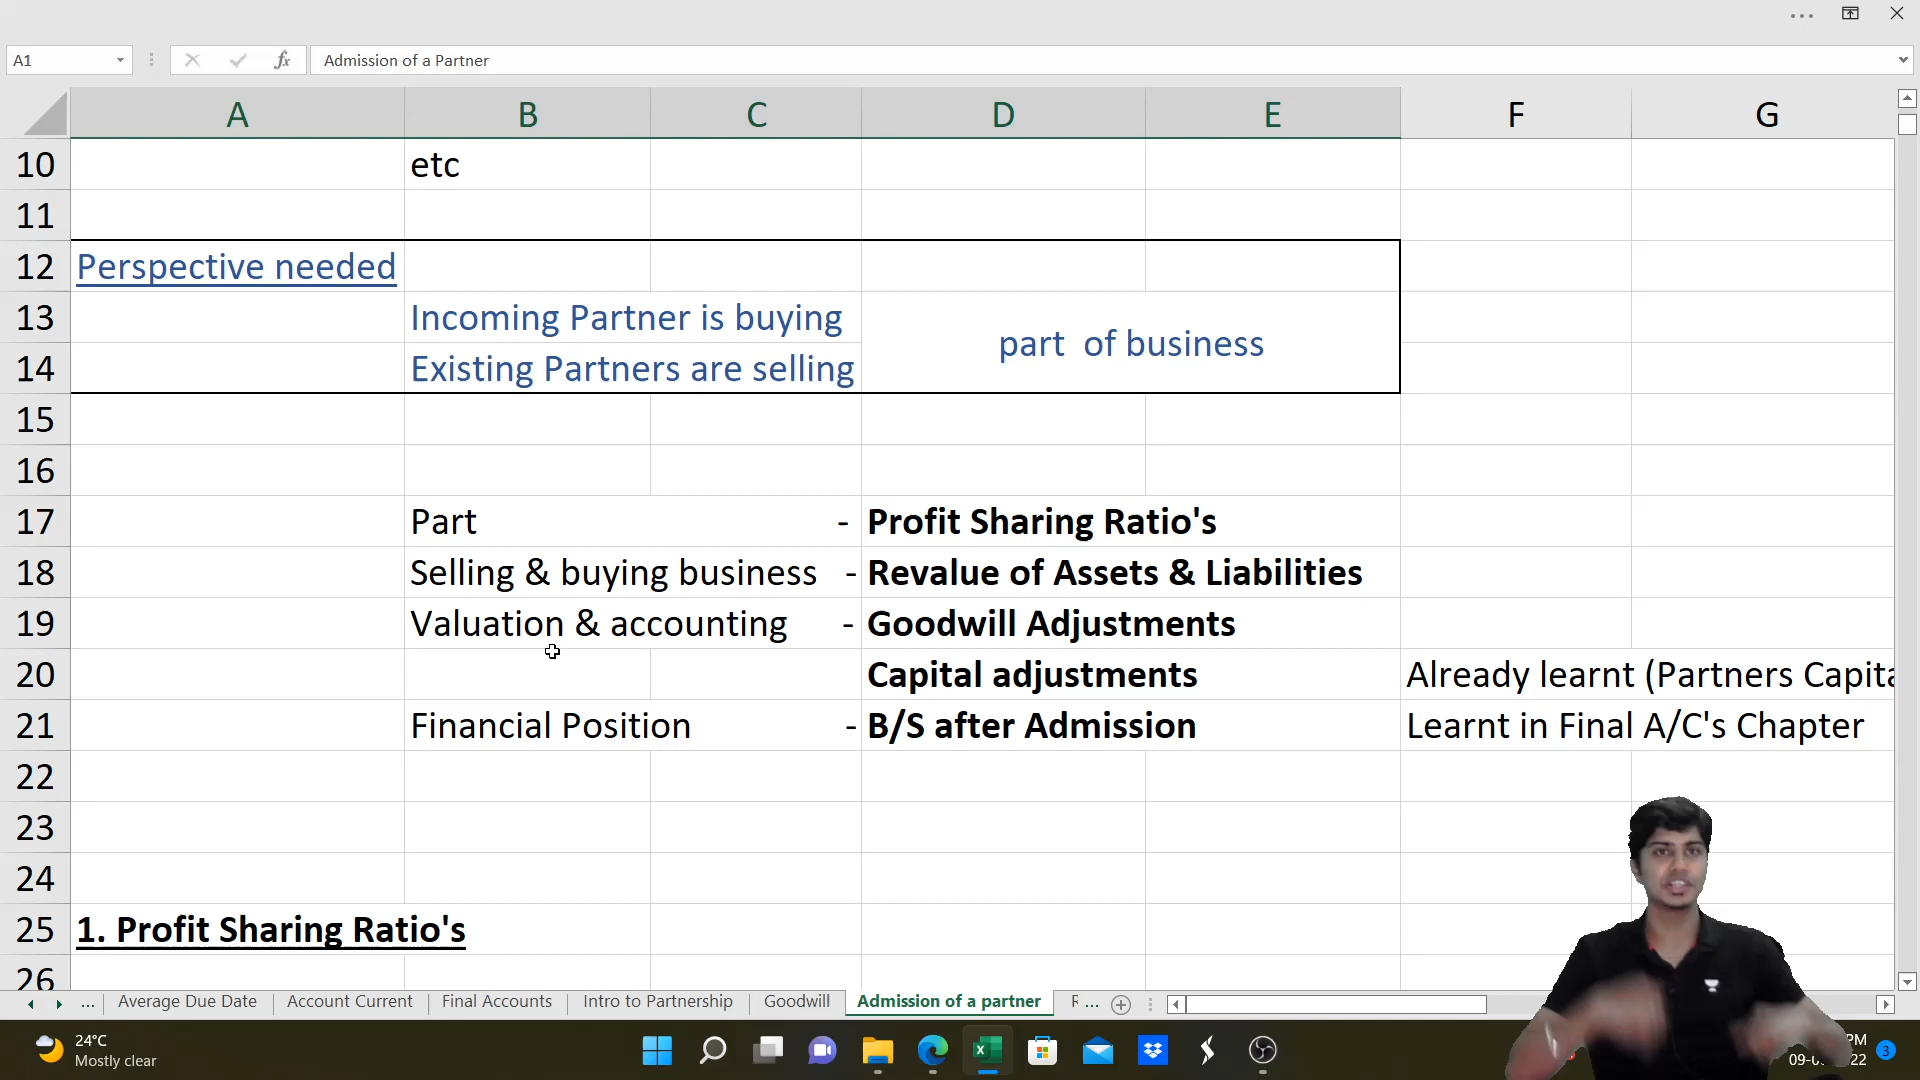 A1
fx
Admission of a Partner
A B C D E F G
10 etc
11
12 Perspective needed
13 Incoming Partner is buying
part of business
14 Existing Partners are selling
15
16
17 Part - Profit Sharing Ratio's
18 Selling & buying business - Revalue of Assets & Liabilities
19 Valuation & accounting - Goodwill Adjustments
20 Capital adjustments Already learnt (Partners Capita
21 Financial Position - B/S after Admission Learnt in Final A/C's Chapter
22
23
24
25 1. Profit Sharing Ratio's
26
... Average Due Date Account Current Final Accounts Intro to Partnership Goodwill Admission of a partner R ...
24°C
Mostly clear
PM
3